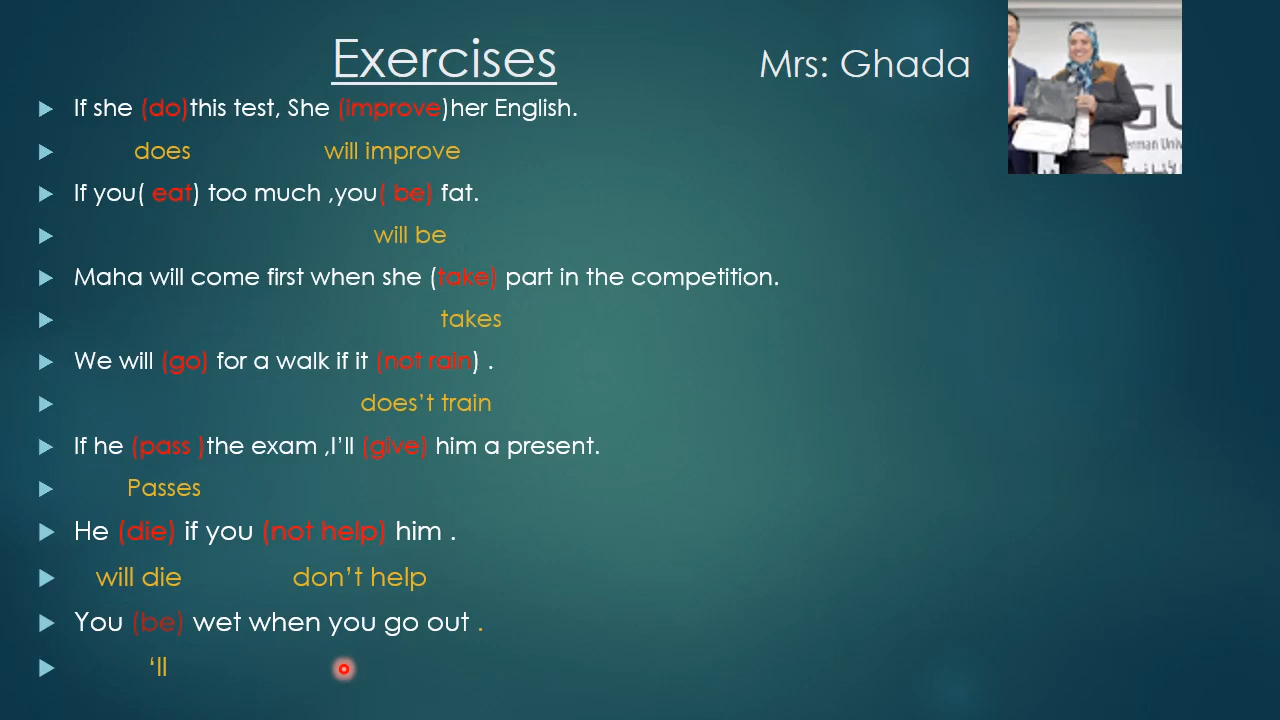 Exercises
Mrs: Ghada
If she (do)this test, She (improve)her English.
does will improve
If you( eat) too much ,you( be) fat.
will be
Maha will come first when she (take) part in the competition.
takes
We will (go) for a walk if it (not rain) .
does’t train
If he (pass )the exam ,I’ll (give) him a present.
Passes
He (die) if you (not help) him .
will die don’t help
You (be) wet when you go out .
‘ll